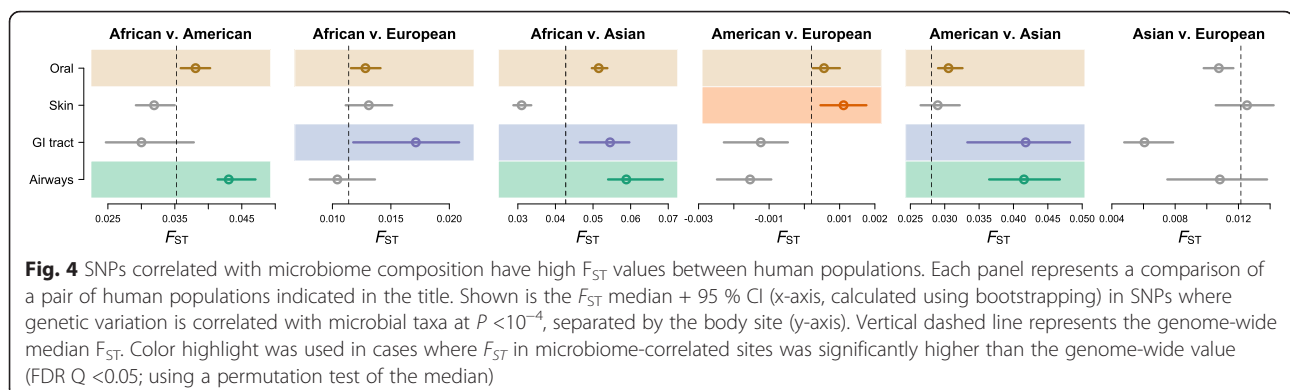 African v. American African v. European African v. Asian American v. European American v. Asian Asian v. European
Oral
Skin
GI tract
Airways
0.025 0.035 0.045 0.010 0.015 0.020 0.03 0.04 0.05 0.06 0.07 -0.003 -0.001 0.001 0.002 0.025 0.030 0.035 0.040 0.045 0.050 0.004 0.008 0.012
FST FST FST FST FST FST
Fig. 4 SNPs correlated with microbiome composition have high FST values between human populations. Each panel represents a comparison of
a pair of human populations indicated in the title. Shown is the FST median + 95 % CI (x-axis, calculated using bootstrapping) in SNPs where
genetic variation is correlated with microbial taxa at P <10−4, separated by the body site (y-axis). Vertical dashed line represents the genome-wide
median FST. Color highlight was used in cases where FST in microbiome-correlated sites was significantly higher than the genome-wide value
(FDR Q <0.05; using a permutation test of the median)